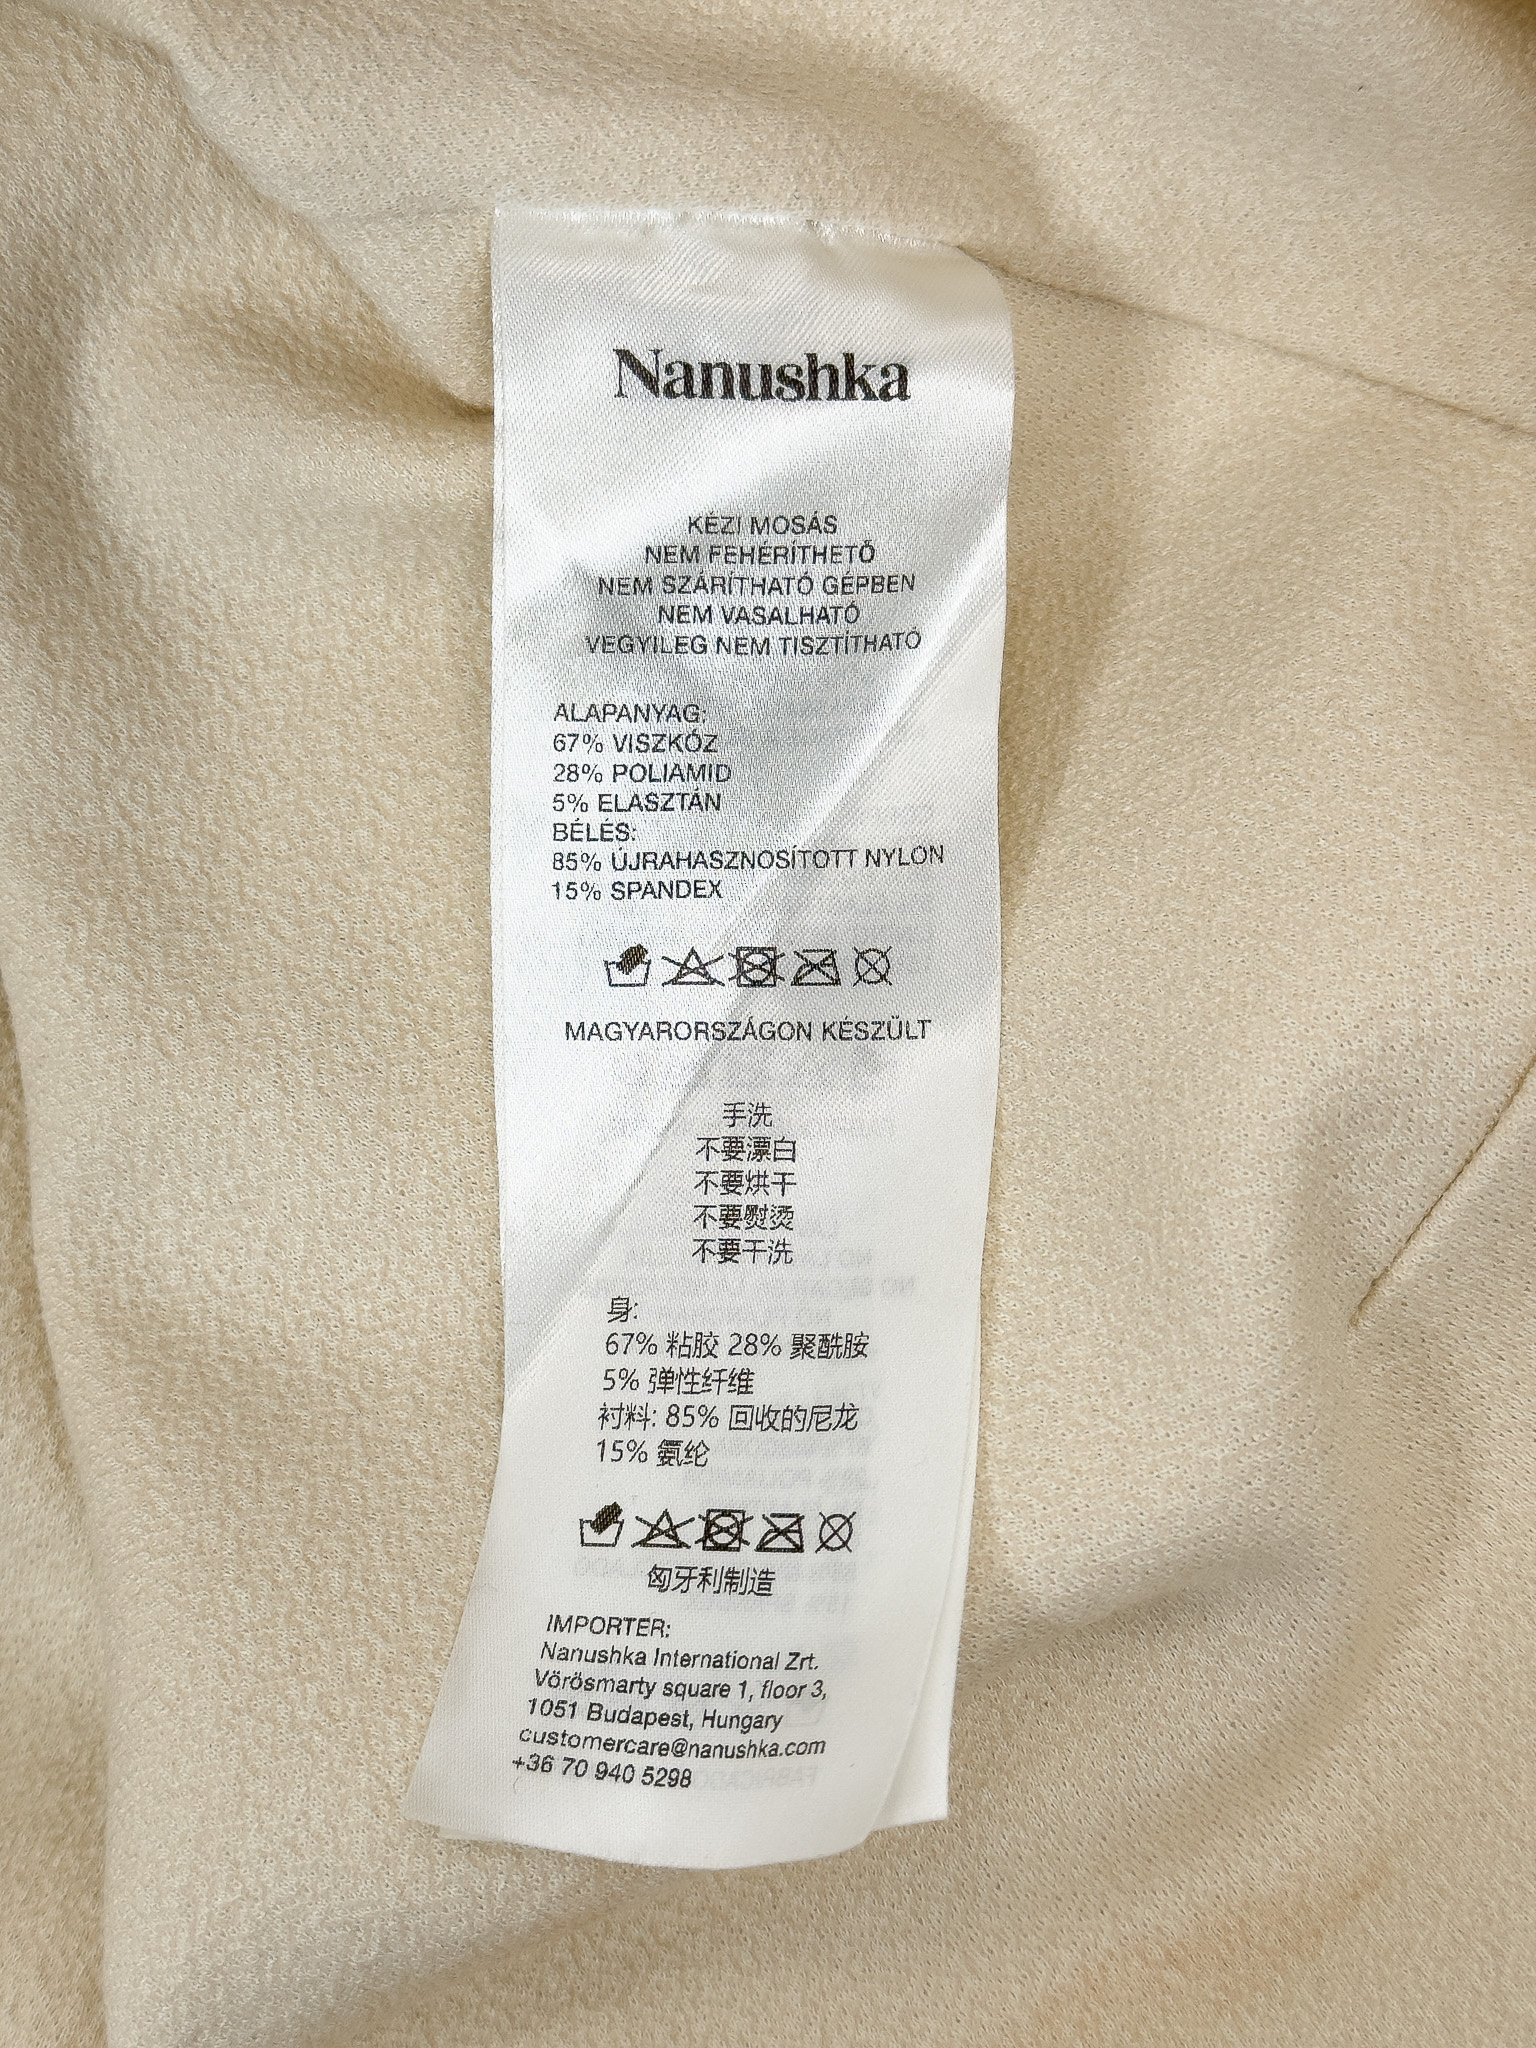 Nanushka
KÉZI MOSÁS
NEM FEHÉRÍTHETŐ
NEM SZÁRÍTHATÓ GÉPBEN
NEM VASALHATÓ
VEGYILEG NEM TISZTÍTHATÓ
ALAPANYAG:
67% VISZKÓZ
28% POLIAMID
5% ELASZTÁN
BÉLÉS:
85% ÚJRAHASZNOSÍTOTT NYLON
15% SPANDEX
MAGYARORSZÁGON KÉSZÜLT
手洗
不要漂白
不要烘干
不要熨烫
不要干洗
身:
67% 粘胶 28% 聚酰胺
5% 弹性纤维
衬料: 85% 回收的尼龙
15% 氨纶
匈牙利制造
IMPORTER:
Nanushka International Zrt.
Vörösmarty square 1, floor 3,
1051 Budapest, Hungary
customercare@nanushka.com
+36 70 940 5298